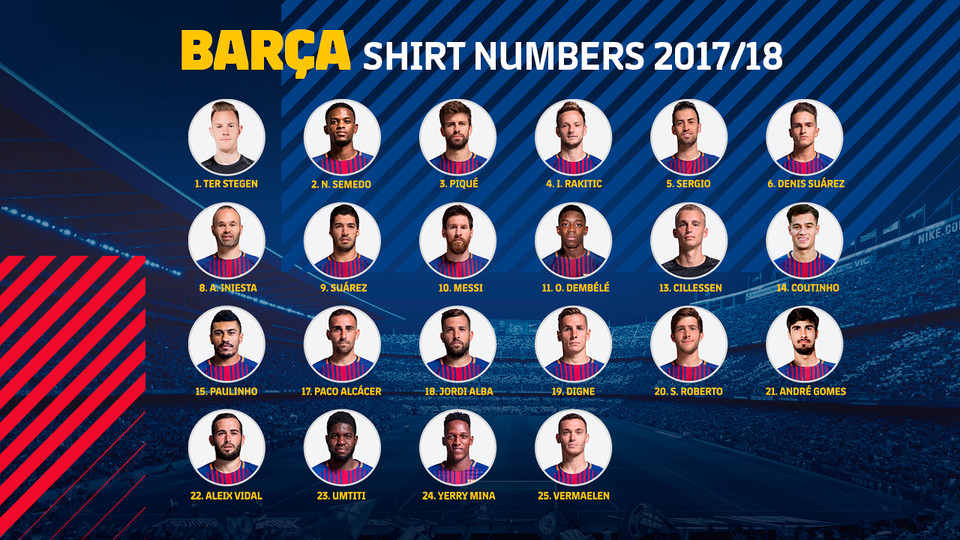 BARÇA SHIRT NUMBERS 2017/18
1. TER STEGEN
2. N. SEMEDO
3. PIQUÉ
4. I. RAKITIC
5. SERGIO
6. DENIS SUÁREZ
8. A. INIESTA
9. SUÁREZ
10. MESSI
11. O. DEMBÉLÉ
13. CILLESSEN
14. COUTINHO
15. PAULINHO
17. PACO ALCÁCER
18. JORDI ALBA
19. DIGNE
20. S. ROBERTO
21. ANDRÉ GOMES
22. ALEIX VIDAL
23. UMTITI
24. YERRY MINA
25. VERMAELEN
NIKE.CO